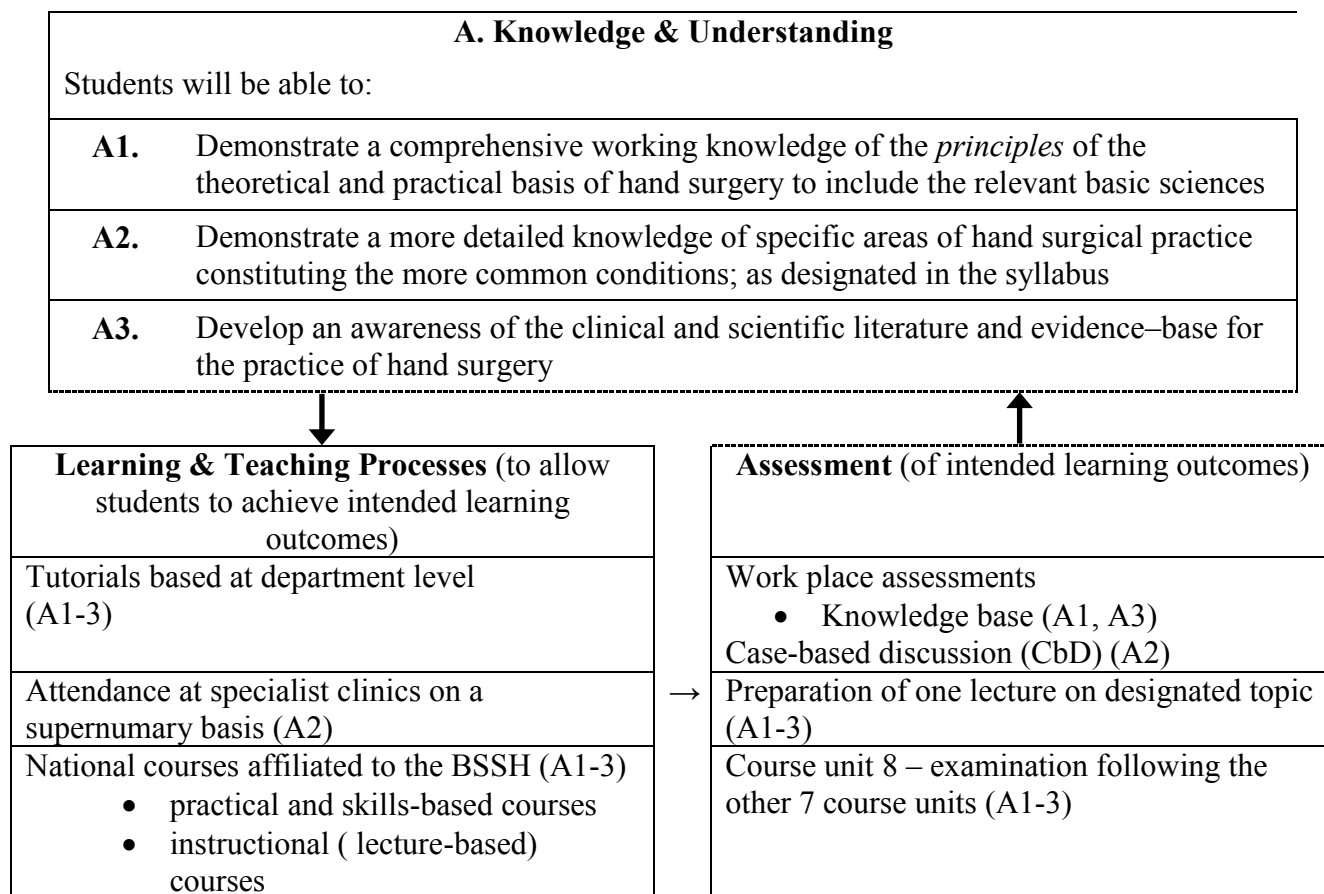 A. Knowledge & Understanding
Students will be able to:
A1. Demonstrate a comprehensive working knowledge of the principles of the
theoretical and practical basis of hand surgery to include the relevant basic sciences
A2. Demonstrate a more detailed knowledge of specific areas of hand surgical practice
constituting the more common conditions; as designated in the syllabus
A3. Develop an awareness of the clinical and scientific literature and evidence–base for
the practice of hand surgery
Learning & Teaching Processes (to allow
students to achieve intended learning
outcomes)
Tutorials based at department level
(A1-3)
Attendance at specialist clinics on a
supernumary basis (A2)
National courses affiliated to the BSSH (A1-3)
• practical and skills-based courses
• instructional ( lecture-based)
courses
→
Assessment (of intended learning outcomes)
Work place assessments
• Knowledge base (A1, A3)
Case-based discussion (CbD) (A2)
Preparation of one lecture on designated topic
(A1-3)
Course unit 8 – examination following the
other 7 course units (A1-3)